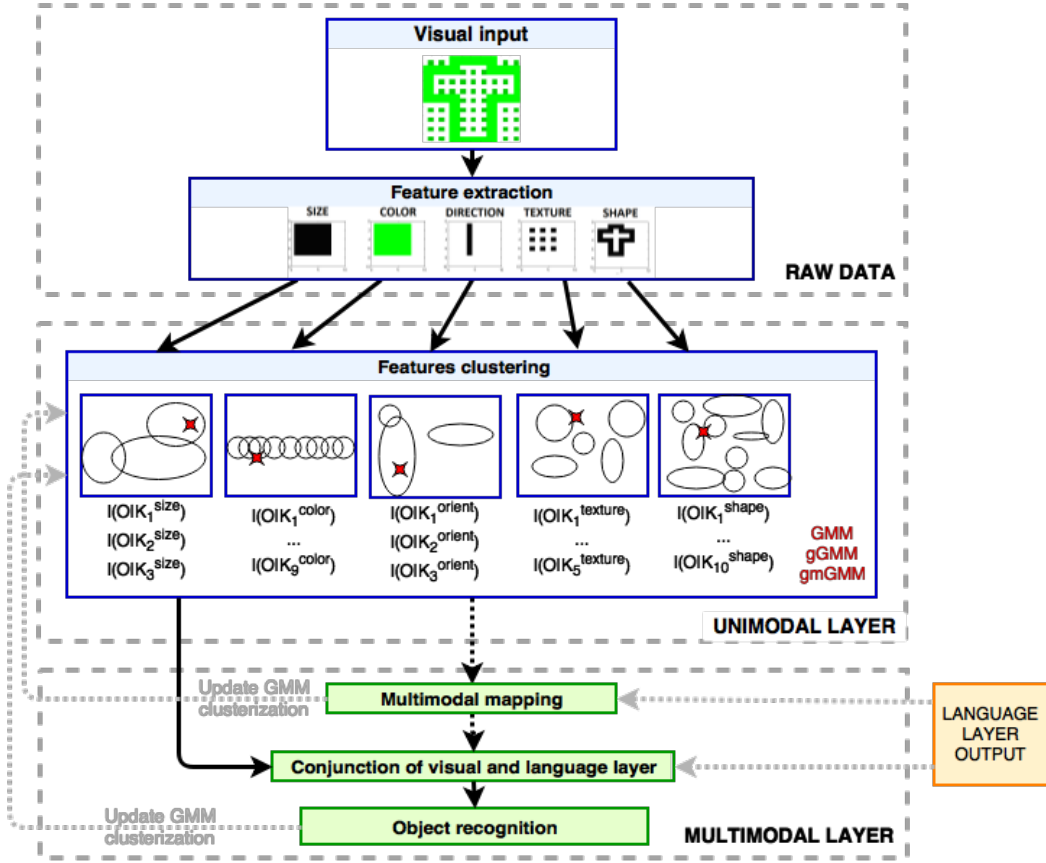 Visual input
Feature extraction
SIZE COLOR DIRECTION TEXTURE SHAPE
RAW DATA
Features clustering
l(OIK₁ˢⁱᶻᵉ) l(OIK₁ᶜᵒˡᵒʳ) l(OIK₁ᵒʳⁱᵉⁿᵗ) l(OIK₁ᵗᵉˣᵗᵘʳᵉ) l(OIK₁ˢʰᵃᵖᵉ)
l(OIK₂ˢⁱᶻᵉ) ... l(OIK₂ᵒʳⁱᵉⁿᵗ) ... ...
l(OIK₃ˢⁱᶻᵉ) l(OIK₉ᶜᵒˡᵒʳ) l(OIK₃ᵒʳⁱᵉⁿᵗ) l(OIK₅ᵗᵉˣᵗᵘʳᵉ) l(OIK₁₀ˢʰᵃᵖᵉ)
GMM
gGMM
gmGMM
UNIMODAL LAYER
Update GMM
clusterization
Multimodal mapping
LANGUAGE
LAYER
OUTPUT
Conjunction of visual and language layer
Update GMM
clusterization
Object recognition
MULTIMODAL LAYER